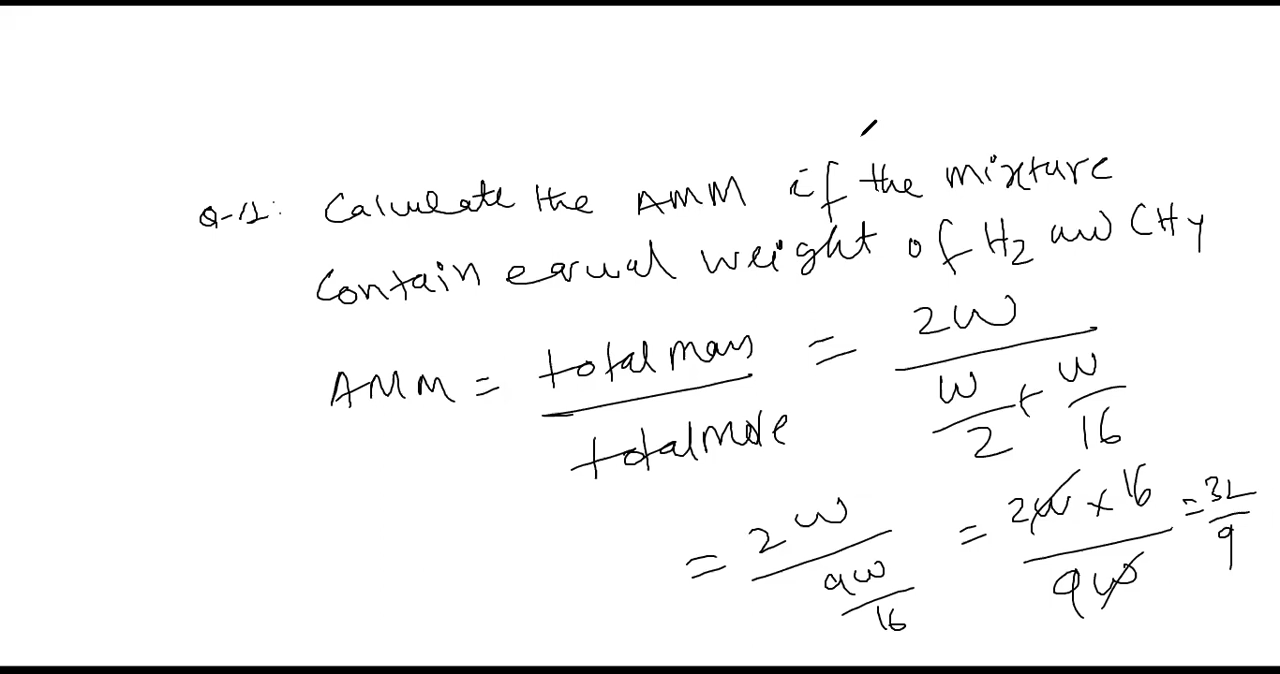 Q-12: Calculate the AMM if the mixture
contain equal weight of H2 and CH4
AMM = total mass / total mole = 2W / (W/2 + W/16)
= 2W / (9W/16) = 2W × 16 / 9W = 32/9